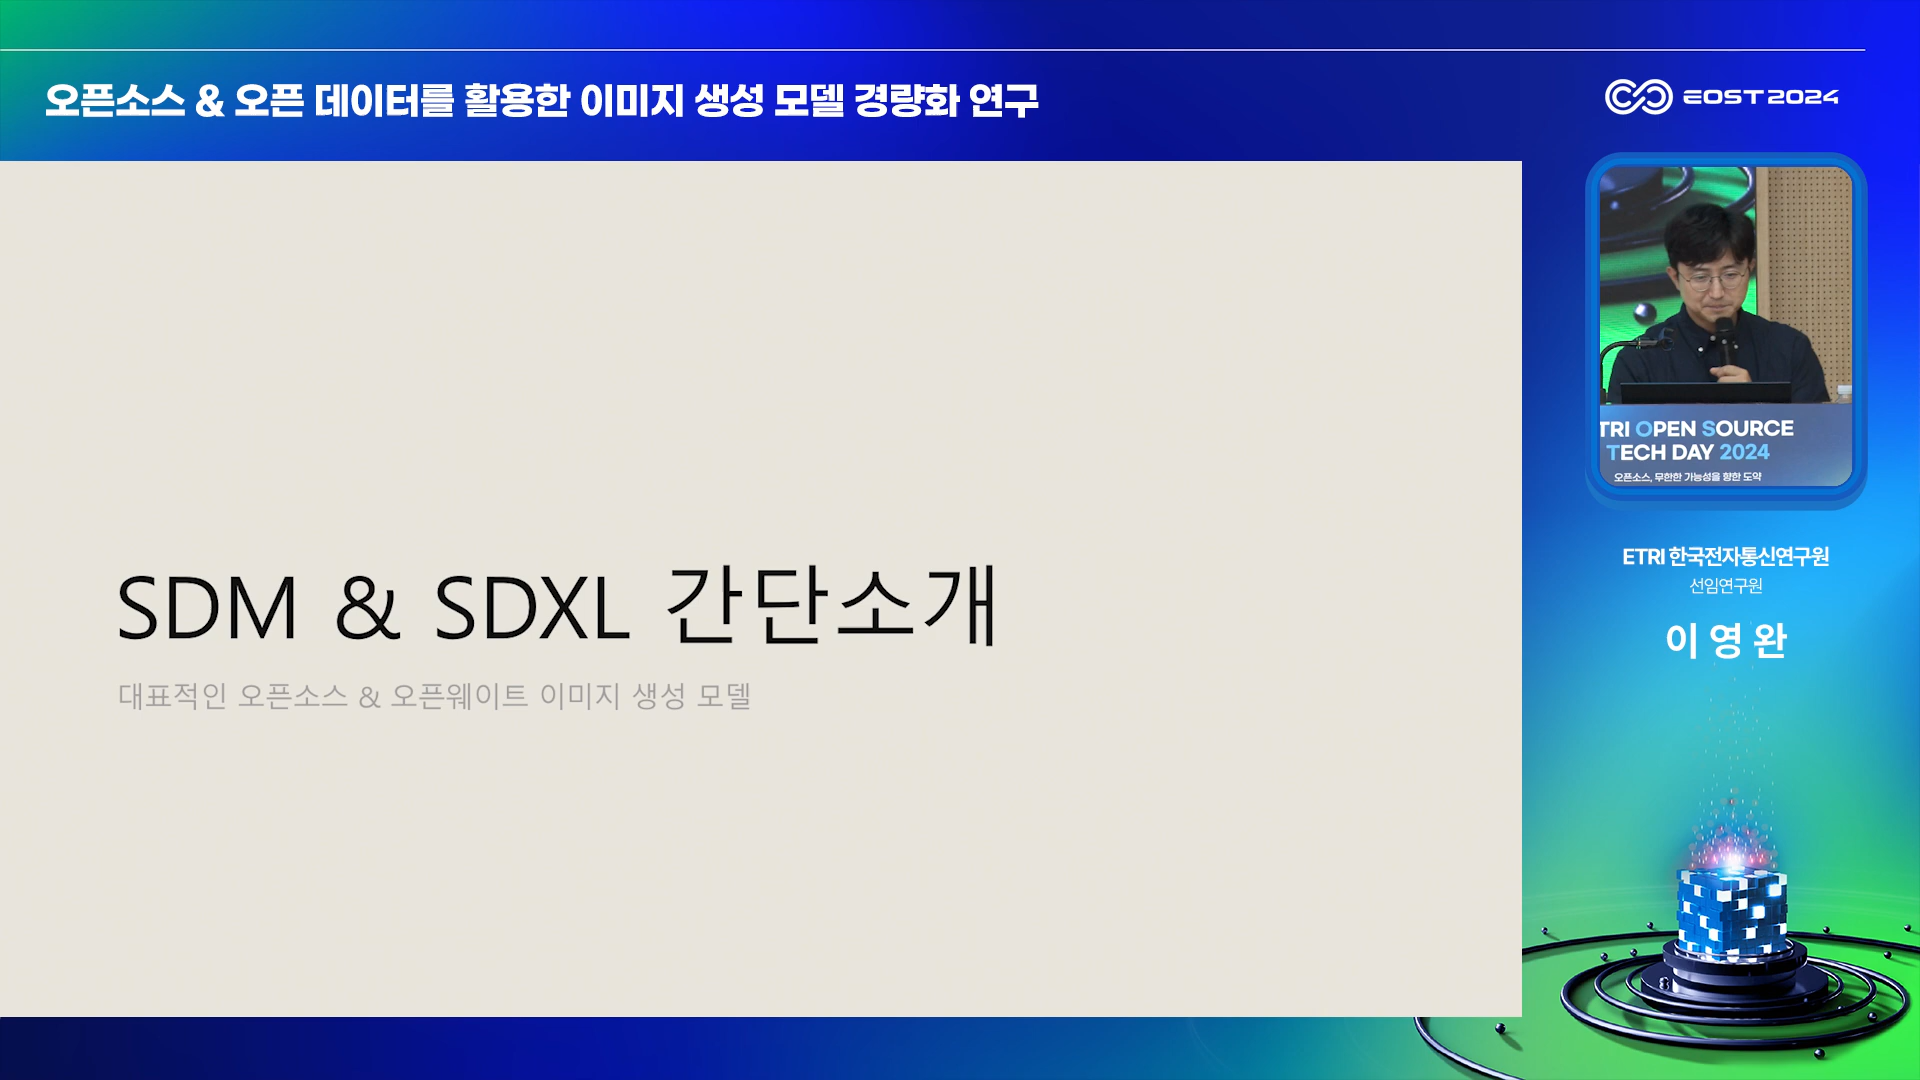 오픈소스 & 오픈 데이터를 활용한 이미지 생성 모델 경량화 연구
EOST 2024
SDM & SDXL 간단소개
대표적인 오픈소스 & 오픈웨이트 이미지 생성 모델
TRI OPEN SOURCE
TECH DAY 2024
오픈소스, 무한한 가능성을 향한 도약
ETRI 한국전자통신연구원
선임연구원
이영완